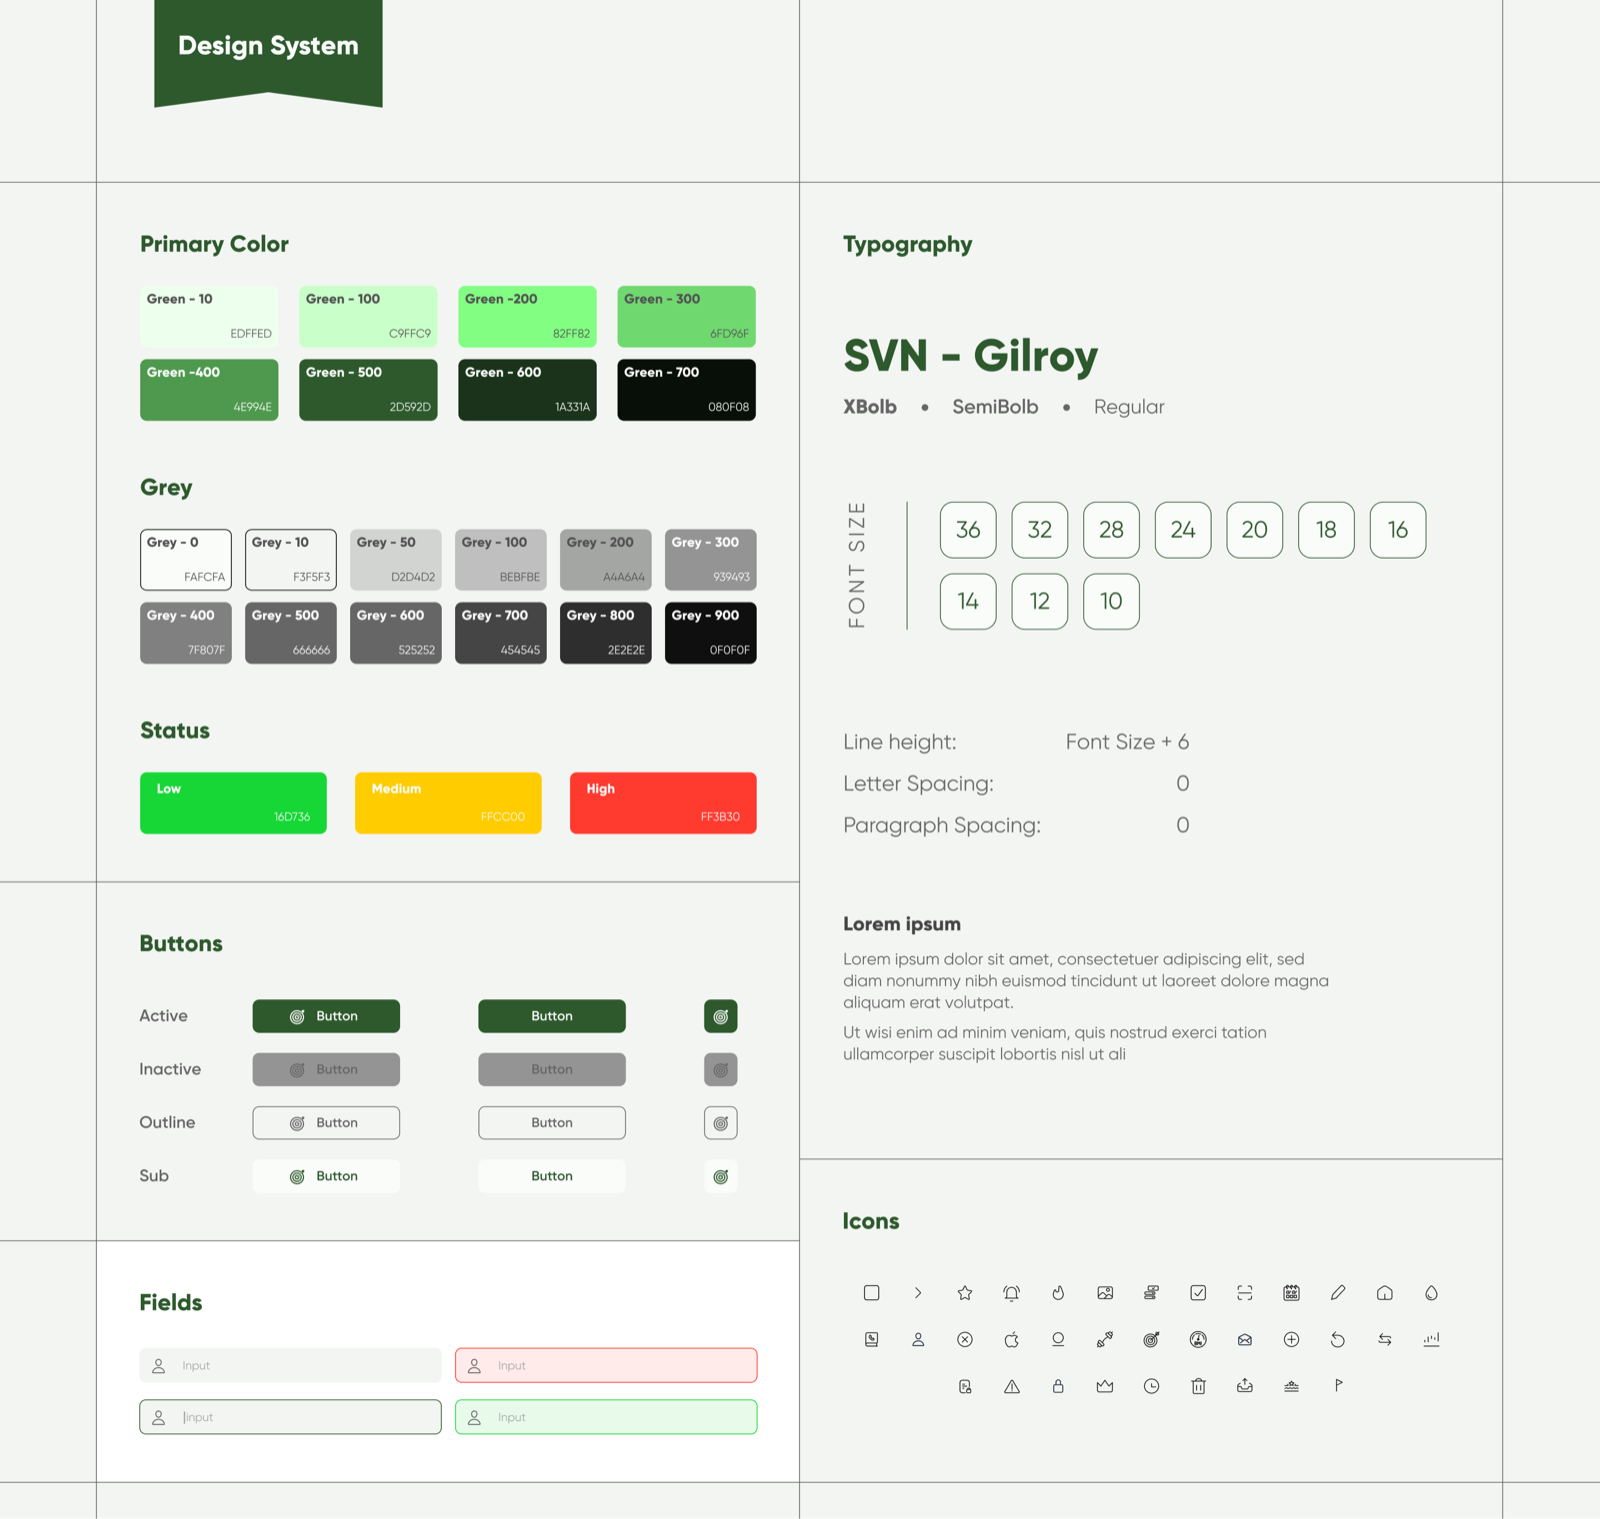 Design System
Primary Color
Green - 10
EDFFED
Green - 100
C9FFC9
Green -200
82FF82
Green - 300
6FD96F
Green -400
4E994E
Green - 500
2D592D
Green - 600
1A331A
Green - 700
080F08
Grey
Grey - 0
FAFCFA
Grey - 10
F3F5F3
Grey - 50
D2D4D2
Grey - 100
BEBFBE
Grey - 200
A4A6A4
Grey - 300
939493
Grey - 400
7F807F
Grey - 500
666666
Grey - 600
525252
Grey - 700
454545
Grey - 800
2E2E2E
Grey - 900
0F0F0F
Status
Low
16D736
Medium
FFCC00
High
FF3B30
Buttons
Active
Button
Button
Inactive
Button
Button
Outline
Button
Button
Sub
Button
Button
Fields
Input
Input
Input
Input
Typography
SVN - Gilroy
XBolb • SemiBolb • Regular
FONT SIZE
36 32 28 24 20 18 16
14 12 10
Line height: Font Size + 6
Letter Spacing: 0
Paragraph Spacing: 0
Lorem ipsum
Lorem ipsum dolor sit amet, consectetuer adipiscing elit, sed
diam nonummy nibh euismod tincidunt ut laoreet dolore magna
aliquam erat volutpat.
Ut wisi enim ad minim veniam, quis nostrud exerci tation
ullamcorper suscipit lobortis nisl ut ali
Icons